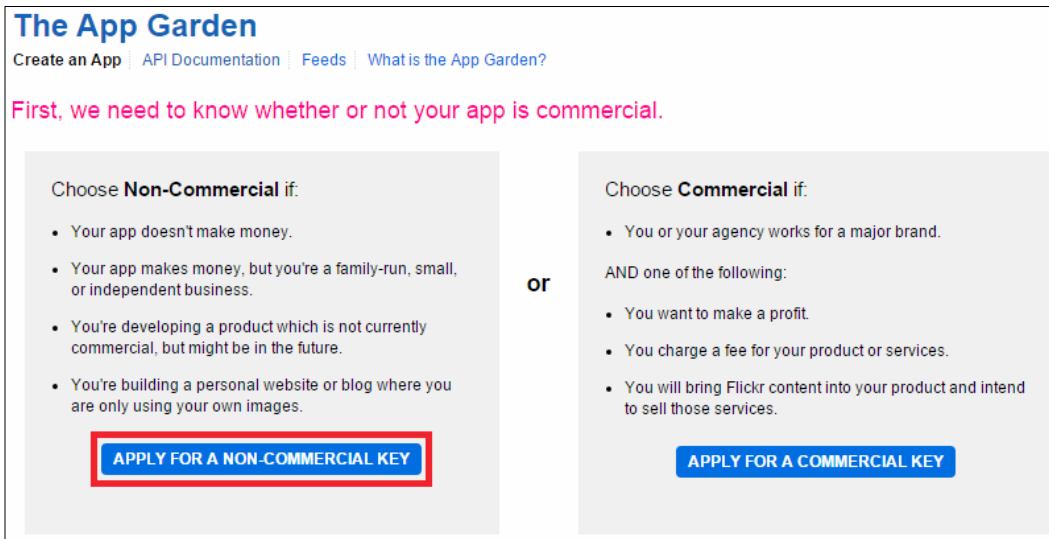 The App Garden
Create an App API Documentation Feeds What is the App Garden?
First, we need to know whether or not your app is commercial.
Choose Non-Commercial if:
• Your app doesn't make money.
• Your app makes money, but you're a family-run, small,
or independent business.
• You're developing a product which is not currently
commercial, but might be in the future.
• You're building a personal website or blog where you
are only using your own images.
APPLY FOR A NON-COMMERCIAL KEY
or
Choose Commercial if:
• You or your agency works for a major brand.
AND one of the following:
• You want to make a profit.
• You charge a fee for your product or services.
• You will bring Flickr content into your product and intend
to sell those services.
APPLY FOR A COMMERCIAL KEY